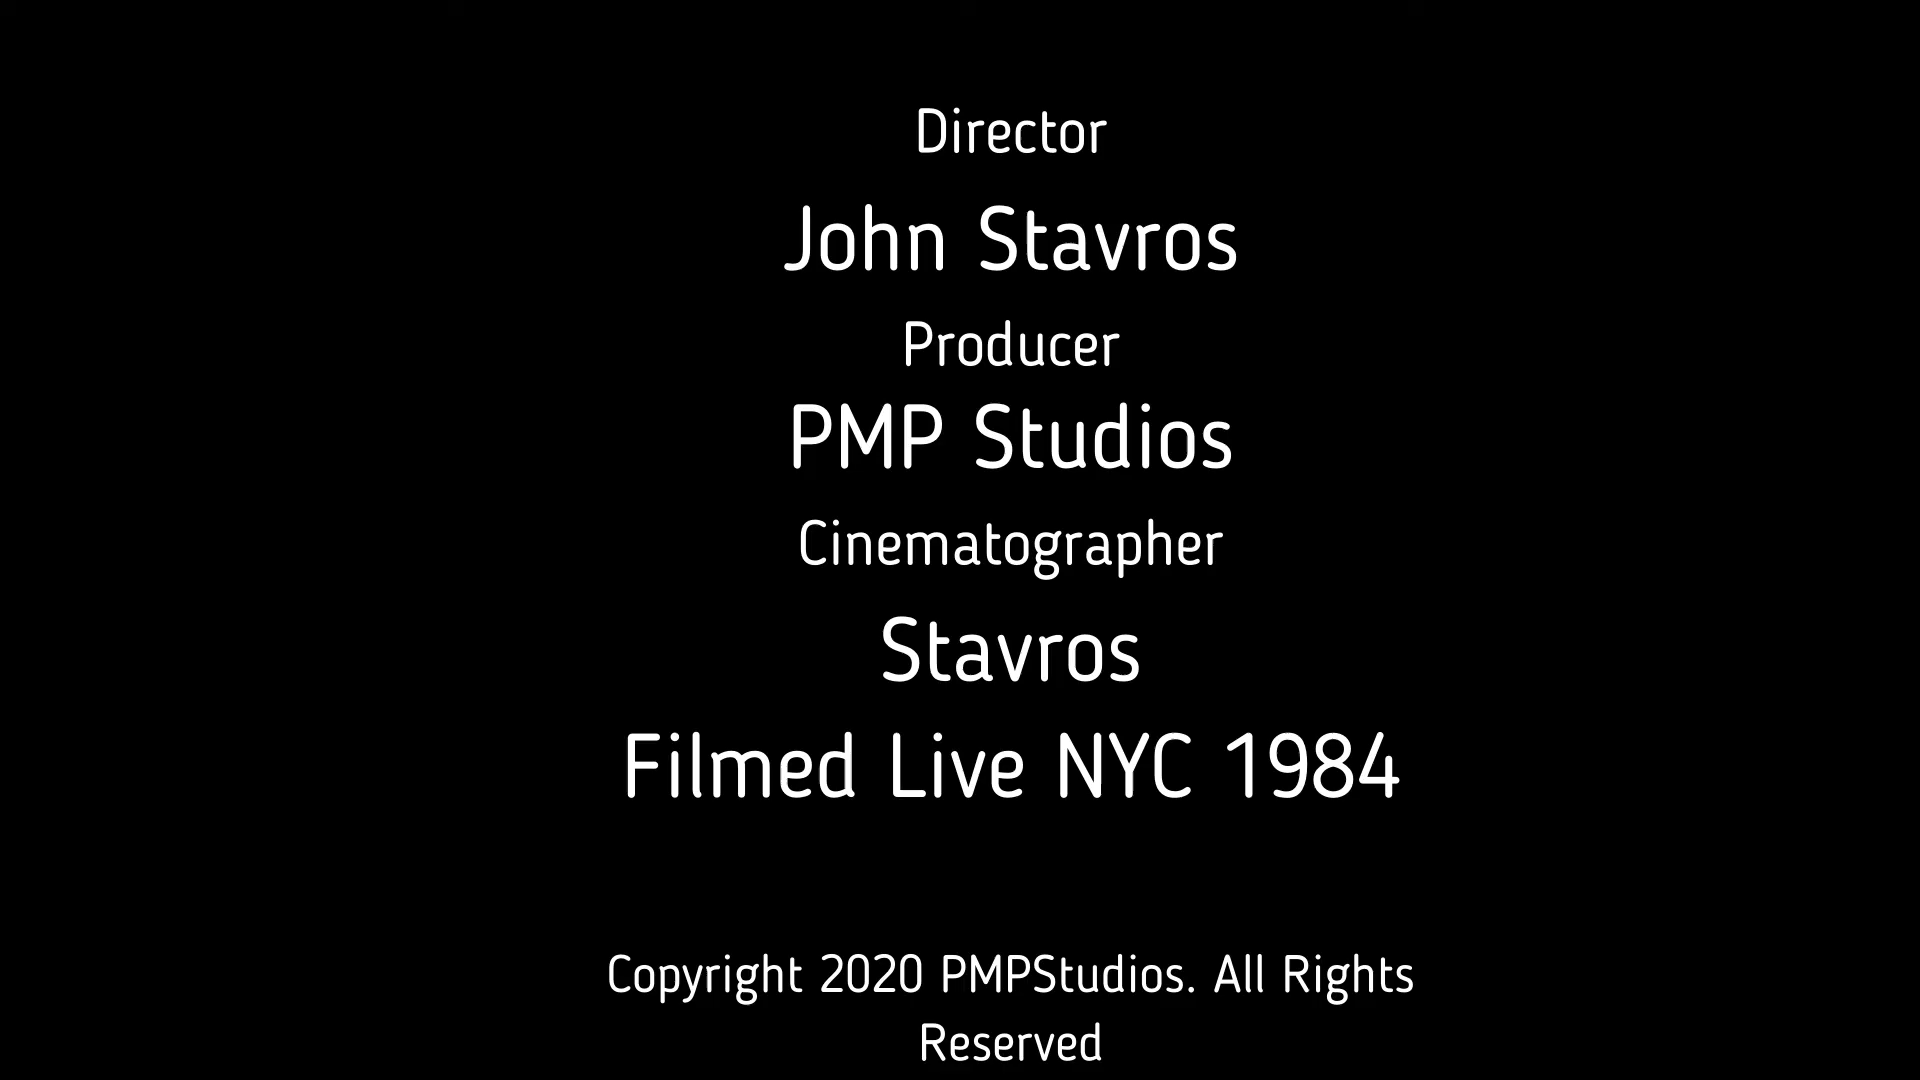 Director
John Stavros
Producer
PMP Studios
Cinematographer
Stavros
Filmed Live NYC 1984
Copyright 2020 PMPStudios. All Rights
Reserved